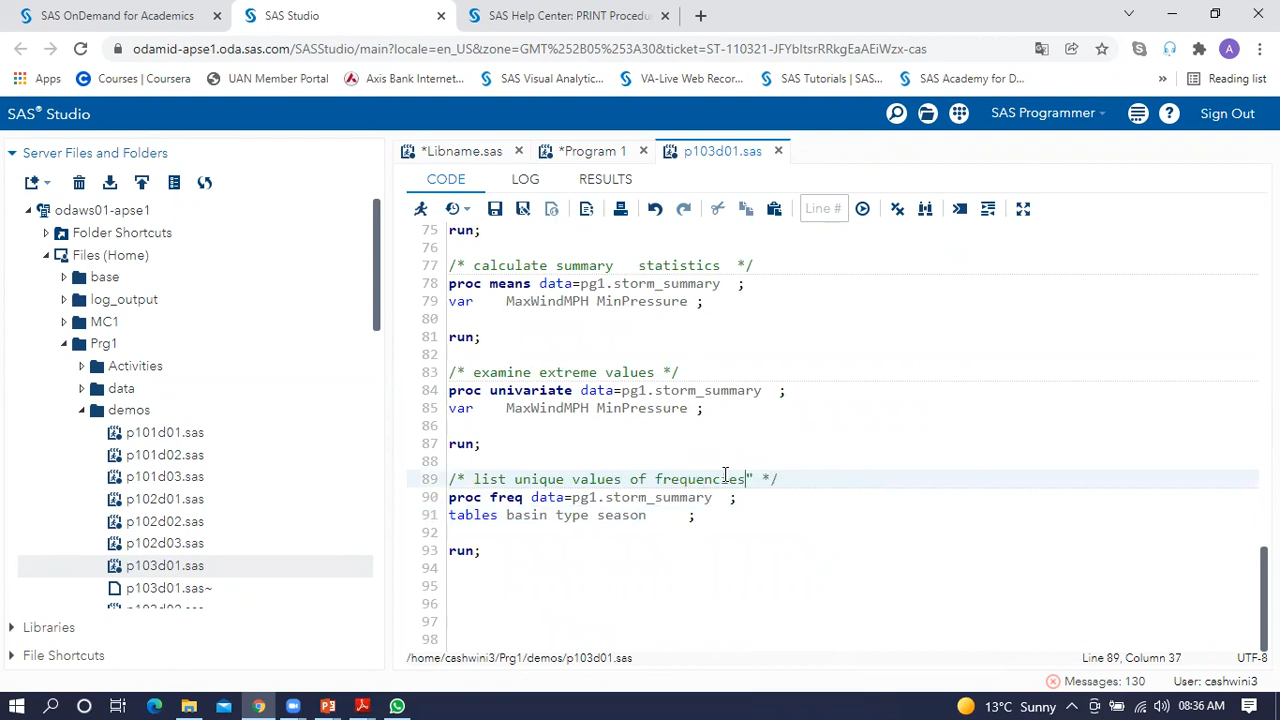 SAS OnDemand for Academics
SAS Studio
SAS Help Center: PRINT Procedu
odamid-apse1.oda.sas.com/SASStudio/main?locale=en_US&zone=GMT%252B05%253A30&ticket=ST-110321-JFYbItsrRRkgEaAEiWzx-cas
Apps
Courses | Coursera
UAN Member Portal
Axis Bank Internet...
SAS Visual Analytic...
VA-Live Web Recor...
SAS Tutorials | SAS...
SAS Academy for D...
Reading list
SAS® Studio
SAS Programmer
Sign Out
Server Files and Folders
*Libname.sas
*Program 1
p103d01.sas
CODE
LOG
RESULTS
Line #
odaws01-apse1
Folder Shortcuts
Files (Home)
base
log_output
MC1
Prg1
Activities
data
demos
p101d01.sas
p101d02.sas
p101d03.sas
p102d01.sas
p102d02.sas
p102d03.sas
p103d01.sas
p103d01.sas~
Libraries
File Shortcuts
75 run;
76
77 /* calculate summary   statistics  */
78 proc means data=pg1.storm_summary  ;
79 var    MaxWindMPH MinPressure ;
80
81 run;
82
83 /* examine extreme values */
84 proc univariate data=pg1.storm_summary  ;
85 var    MaxWindMPH MinPressure ;
86
87 run;
88
89 /* list unique values of frequencies" */
90 proc freq data=pg1.storm_summary  ;
91 tables basin type season     ;
92
93 run;
94
95
96
97
98
/home/cashwini3/Prg1/demos/p103d01.sas
Line 89, Column 37
UTF-8
Messages: 130
User: cashwini3
13°C Sunny
08:36 AM